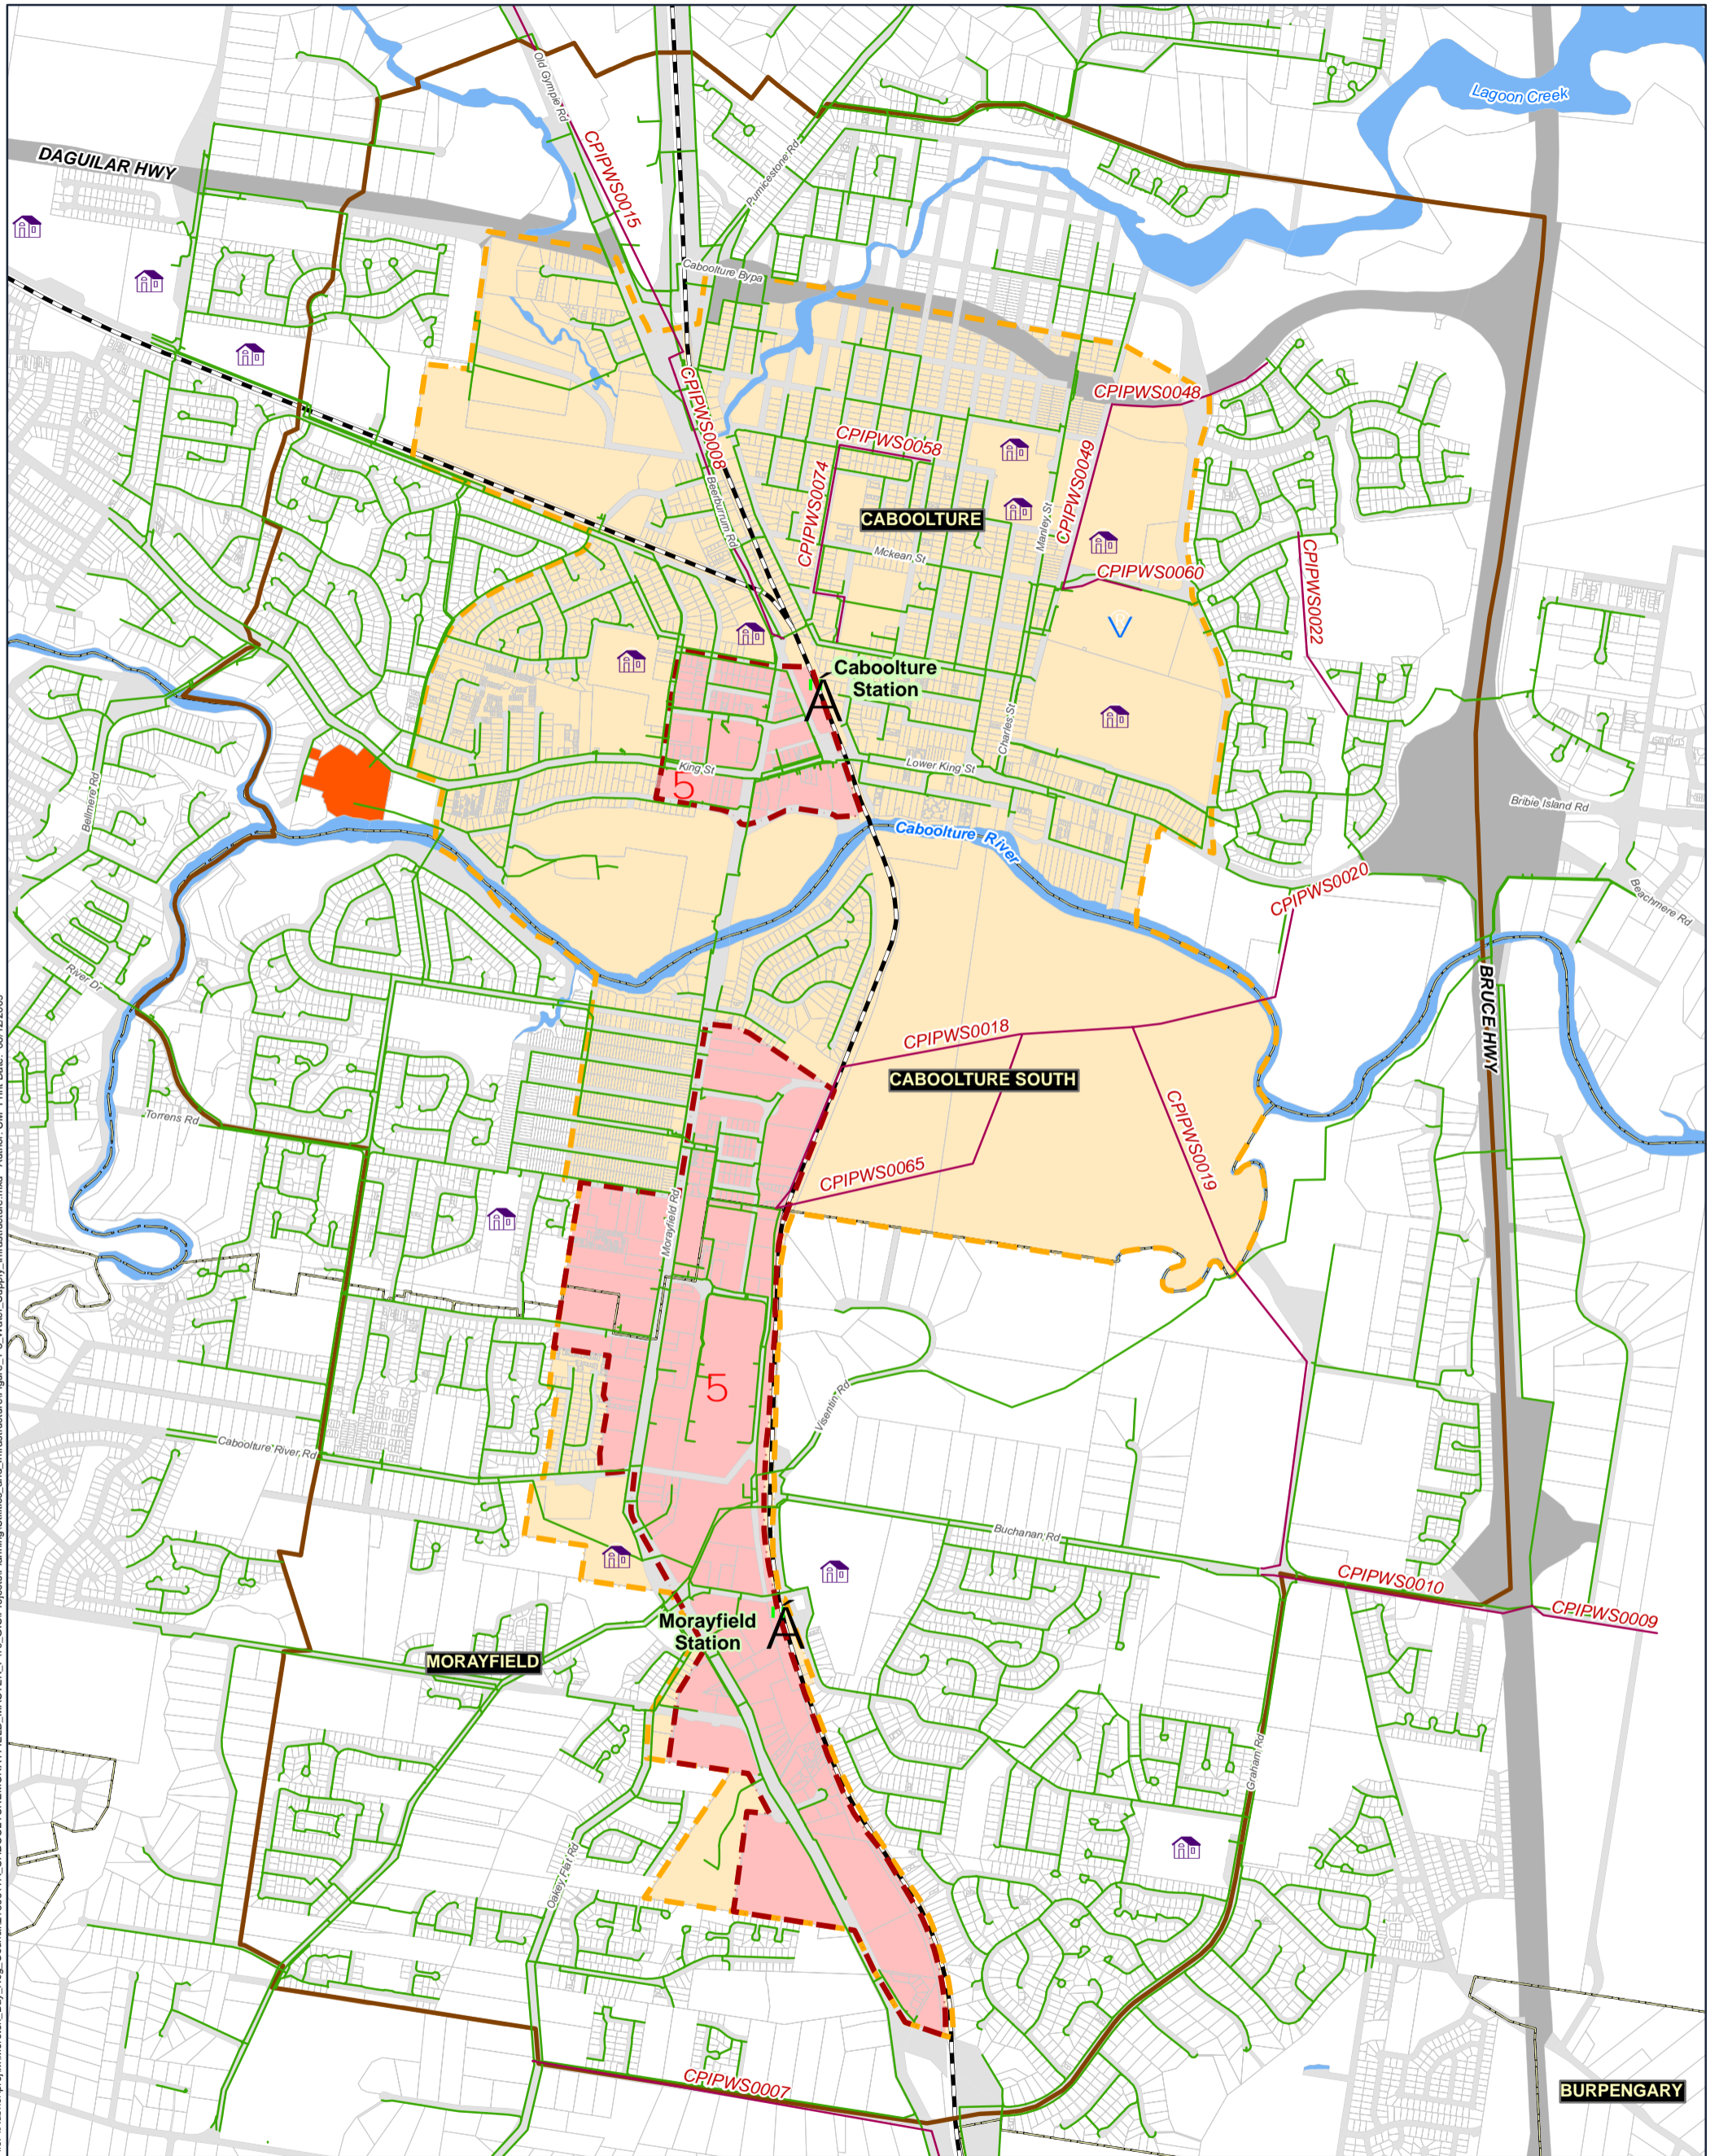 Old Gympie Rd
Lagoon Creek
DAGUILAR HWY
CPIPWS0015
Pumicestone Rd
Caboolture Bypa
CPIPWS0048
CPIPWS0008
CPIPWS0058
CPIPWS0049
CPIPWS0074
Beerburrum Rd
CABOOLTURE
Manley St
Mckean St
CPIPWS0060
CPIPWS0022
Caboolture
Station
Charles St
King St
5
Lower King St
Bellmere Rd
Bribie Island Rd
Caboolture River
CPIPWS0020
Beachmere Rd
River Dr
BRUCE HWY
CPIPWS0018
CABOOLTURE SOUTH
Torrens Rd
CPIPWS0019
CPIPWS0065
Morayfield Rd
5
Visentin Rd
Caboolture River Rd
Buchanan Rd
CPIPWS0010
CPIPWS0009
Morayfield
Station
MORAYFIELD
Graham Rd
Oakey Flat Rd
CPIPWS0007
BURPENGARY